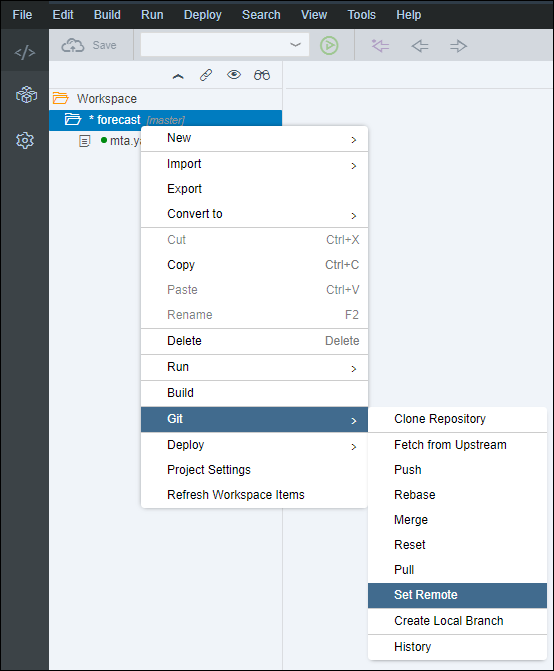 File Edit Build Run Deploy Search View Tools Help
Save
Workspace
* forecast [master]
mta.ya
New
Import
Export
Convert to
Cut Ctrl+X
Copy Ctrl+C
Paste Ctrl+V
Rename F2
Delete Delete
Run
Build
Git
Deploy
Project Settings
Refresh Workspace Items
Clone Repository
Fetch from Upstream
Push
Rebase
Merge
Reset
Pull
Set Remote
Create Local Branch
History